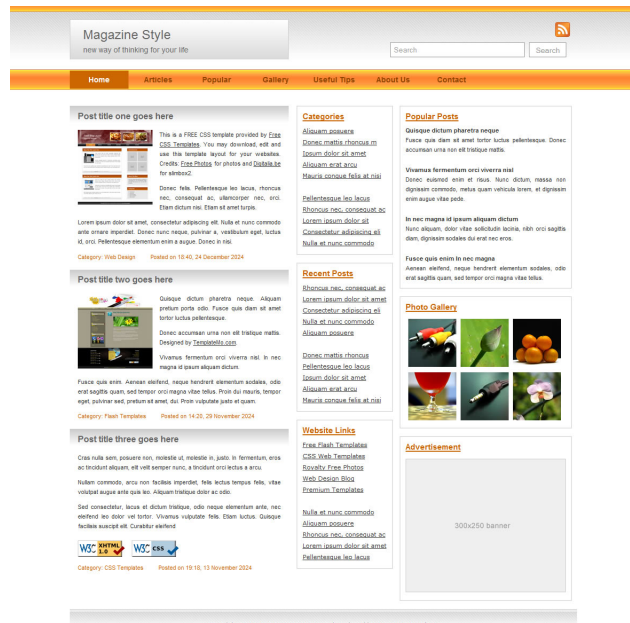 Magazine Style
new way of thinking for your life
Search
Search
Home
Articles
Popular
Gallery
Useful Tips
About Us
Contact
Post title one goes here
This is a FREE CSS template provided by Free
CSS Templates. You may download, edit and
use this template layout for your websites.
Credits: Free Photos for photos and Digitalia.be
for slimbox2.
Donec felis. Pellentesque leo lacus, rhoncus
nec, consequat ac, ullamcorper nec, orci.
Etiam dictum nisi. Etiam sit amet turpis.
Lorem ipsum dolor sit amet, consectetur adipiscing elit. Nulla et nunc commodo
ante ornare imperdiet. Donec nunc neque, pulvinar a, vestibulum eget, luctus
id, orci. Pellentesque elementum enim a augue. Donec in nisi.
Category: Web Design
Posted on 18:40, 24 December 2024
Post title two goes here
Quisque dictum pharetra neque. Aliquam
pretium porta odio. Fusce quis diam sit amet
tortor luctus pellentesque.
Donec accumsan urna non elit tristique mattis.
Designed by TemplateMo.com.
Vivamus fermentum orci viverra nisl. In nec
magna id ipsum aliquam dictum.
Fusce quis enim. Aenean eleifend, neque hendrerit elementum sodales, odio
erat sagittis quam, sed tempor orci magna vitae tellus. Proin dui mauris, tempor
eget, pulvinar sed, pretium sit amet, dui. Proin vulputate justo et quam.
Category: Flash Templates
Posted on 14:20, 29 November 2024
Post title three goes here
Cras nulla sem, posuere non, molestie ut, molestie in, justo. In fermentum, eros
ac tincidunt aliquam, elit velit semper nunc, a tincidunt orci lectus a arcu.
Nullam commodo, arcu non facilisis imperdiet, felis lectus tempus felis, vitae
volutpat augue ante quis leo. Aliquam tristique dolor ac odio.
Sed consectetur, lacus et dictum tristique, odio neque elementum ante, nec
eleifend leo dolor vel tortor. Vivamus vulputate felis. Etiam luctus. Quisque
facilisis suscipit elit. Curabitur eleifend
W3C XHTML 1.0
W3C css
Category: CSS Templates
Posted on 19:18, 13 November 2024
Categories
Aliquam posuere
Donec mattis rhoncus m
Ipsum dolor sit amet
Aliquam erat arcu
Mauris congue felis at nisi
Pellentesque leo lacus
Rhoncus nec, consequat ac
Lorem ipsum dolor sit
Consectetur adipiscing eli
Nulla et nunc commodo
Recent Posts
Rhoncus nec, consequat ac
Lorem ipsum dolor sit amet
Consectetur adipiscing eli
Nulla et nunc commodo
Aliquam posuere
Donec mattis rhoncus
Pellentesque leo lacus
Ipsum dolor sit amet
Aliquam erat arcu
Mauris congue felis at nisi
Website Links
Free Flash Templates
CSS Web Templates
Royalty Free Photos
Web Design Blog
Premium Templates
Nulla et nunc commodo
Aliquam posuere
Rhoncus nec, consequat ac
Lorem ipsum dolor sit amet
Pellentesque leo lacus
Popular Posts
Quisque dictum pharetra neque
Fusce quis diam sit amet tortor luctus pellentesque. Donec
accumsan urna non elit tristique mattis.
Vivamus fermentum orci viverra nisl
Donec euismod enim et risus. Nunc dictum, massa non
dignissim commodo, metus quam vehicula lorem, et dignissim
enim augue vitae pede.
In nec magna id ipsum aliquam dictum
Nunc aliquam, dolor vitae sollicitudin lacinia, nibh orci sagittis
diam, dignissim sodales dui erat nec eros.
Fusce quis enim In nec magna
Aenean eleifend, neque hendrerit elementum sodales, odio
erat sagittis quam, sed tempor orci magna vitae tellus.
Photo Gallery
Advertisement
300x250 banner